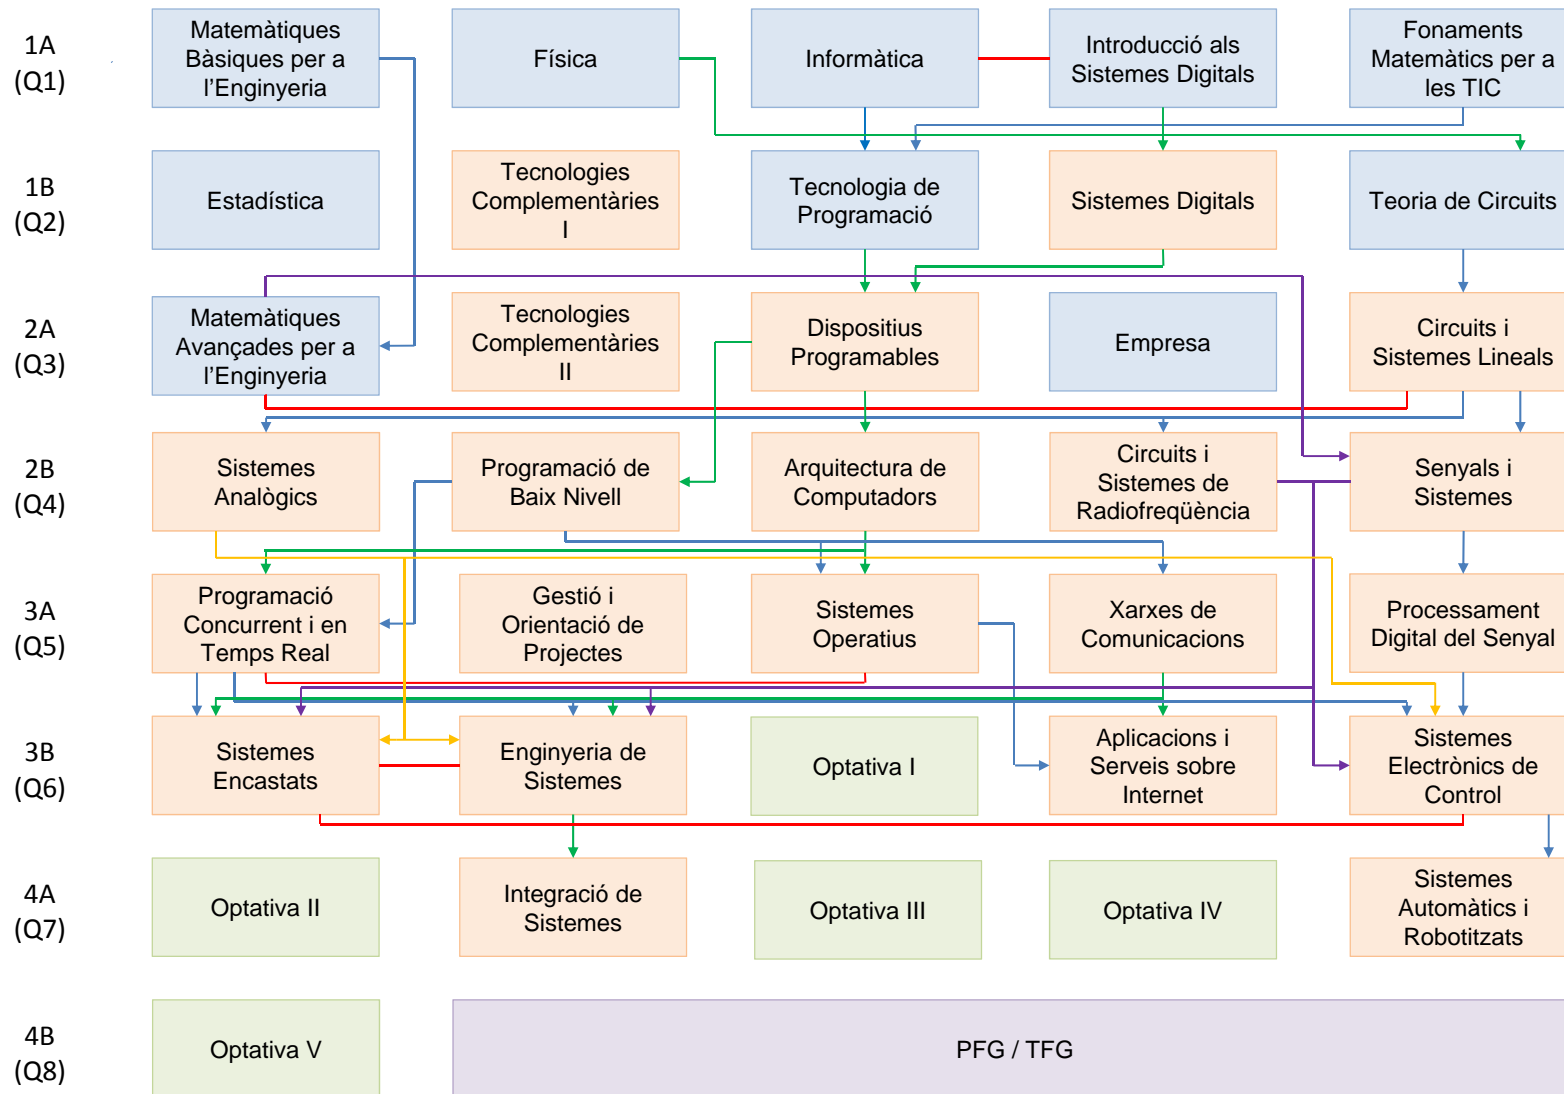 1A
(Q1)
Matemàtiques
Bàsiques per a
l'Enginyeria
Física
Informàtica
Introducció als
Sistemes Digitals
Fonaments
Matemàtics per a
les TIC
1B
(Q2)
Estadística
Tecnologies
Complementàries
I
Tecnologia de
Programació
Sistemes Digitals
Teoria de Circuits
2A
(Q3)
Matemàtiques
Avançades per a
l'Enginyeria
Tecnologies
Complementàries
II
Dispositius
Programables
Empresa
Circuits i
Sistemes Lineals
2B
(Q4)
Sistemes
Analògics
Programació de
Baix Nivell
Arquitectura de
Computadors
Circuits i
Sistemes de
Radiofreqüència
Senyals i
Sistemes
3A
(Q5)
Programació
Concurrent i en
Temps Real
Gestió i
Orientació de
Projectes
Sistemes
Operatius
Xarxes de
Comunicacions
Processament
Digital del Senyal
3B
(Q6)
Sistemes
Encastats
Enginyeria de
Sistemes
Optativa I
Aplicacions i
Serveis sobre
Internet
Sistemes
Electrònics de
Control
4A
(Q7)
Optativa II
Integració de
Sistemes
Optativa III
Optativa IV
Sistemes
Automàtics i
Robotitzats
4B
(Q8)
Optativa V
PFG / TFG